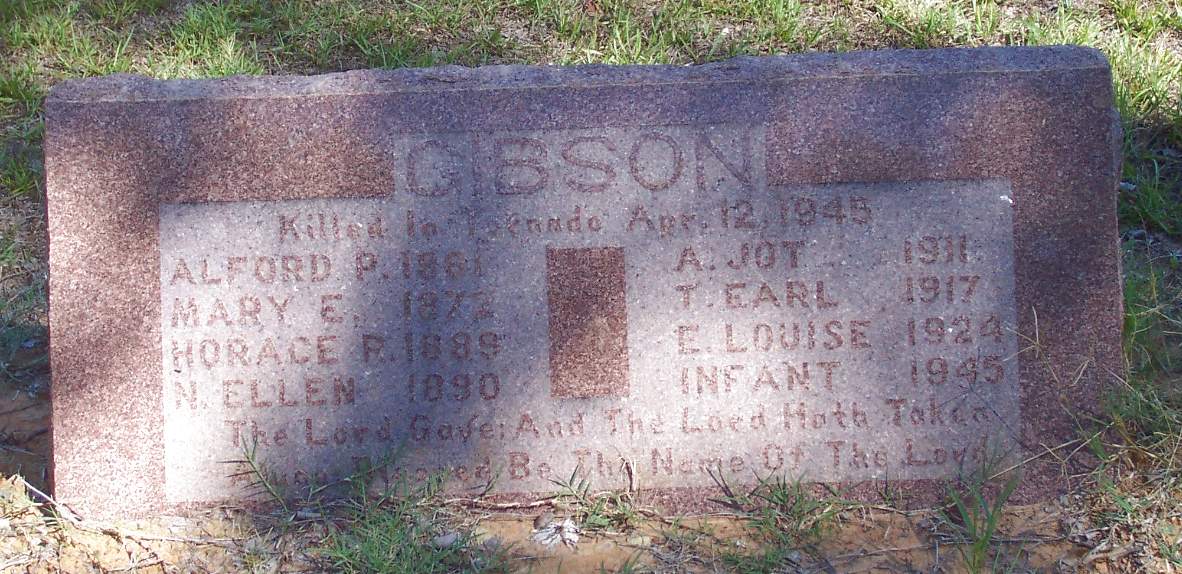 GIBSON
Killed In Tornado Apr. 12, 1945
ALFORD P. 1861
MARY E. 1872
HORACE R. 1889
N. ELLEN 1890
A. JOT 1911
T. EARL 1917
E. LOUISE 1924
INFANT 1945
The Lord Gave; And The Lord Hath Taken
Blessed Be The Name Of The Lord